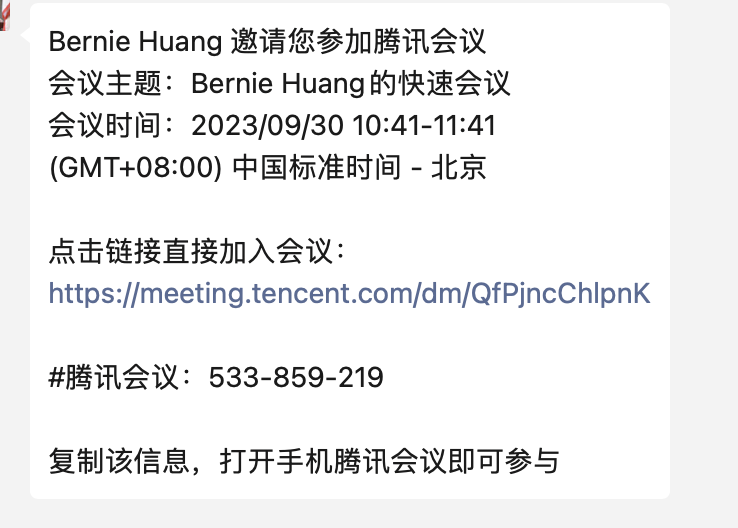 Bernie Huang 邀请您参加腾讯会议
会议主题：Bernie Huang的快速会议
会议时间：2023/09/30 10:41-11:41
(GMT+08:00) 中国标准时间 - 北京
点击链接直接加入会议：
https://meeting.tencent.com/dm/QfPjncChlpnK
#腾讯会议：533-859-219
复制该信息，打开手机腾讯会议即可参与